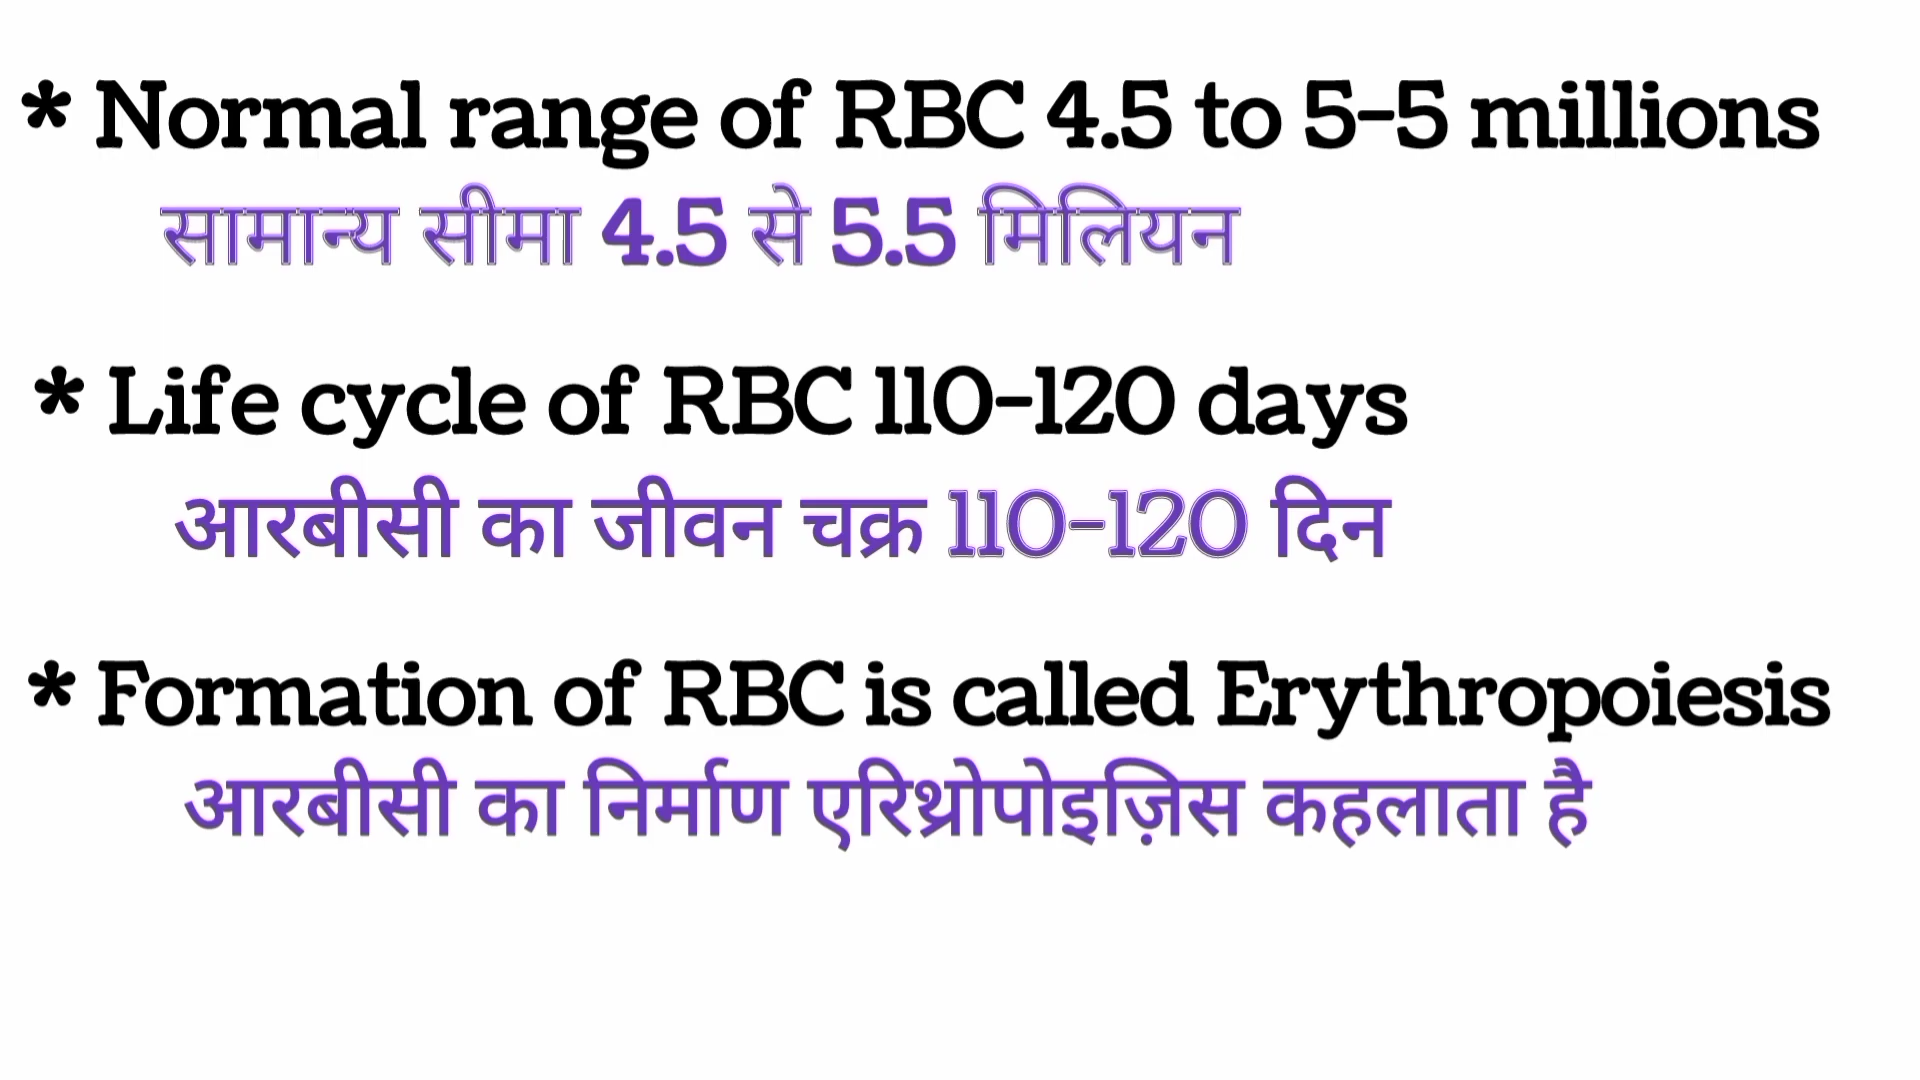 * Normal range of RBC 4.5 to 5-5 millions
सामान्य सीमा 4.5 से 5.5 मिलियन
* Life cycle of RBC 110-120 days
आरबीसी का जीवन चक्र 110-120 दिन
* Formation of RBC is called Erythropoiesis
आरबीसी का निर्माण एरिथ्रोपोइज़िस कहलाता है